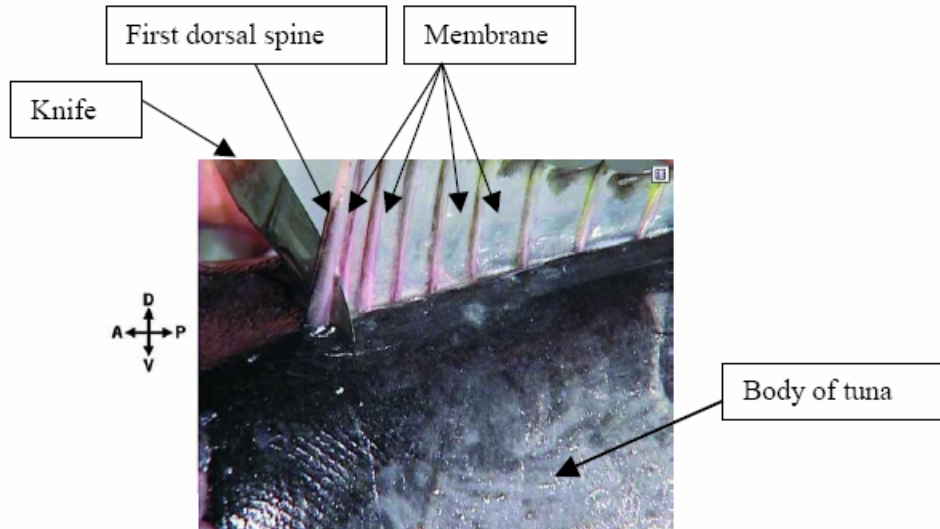 First dorsal spine
Membrane
Knife
D
A P
V
Body of tuna